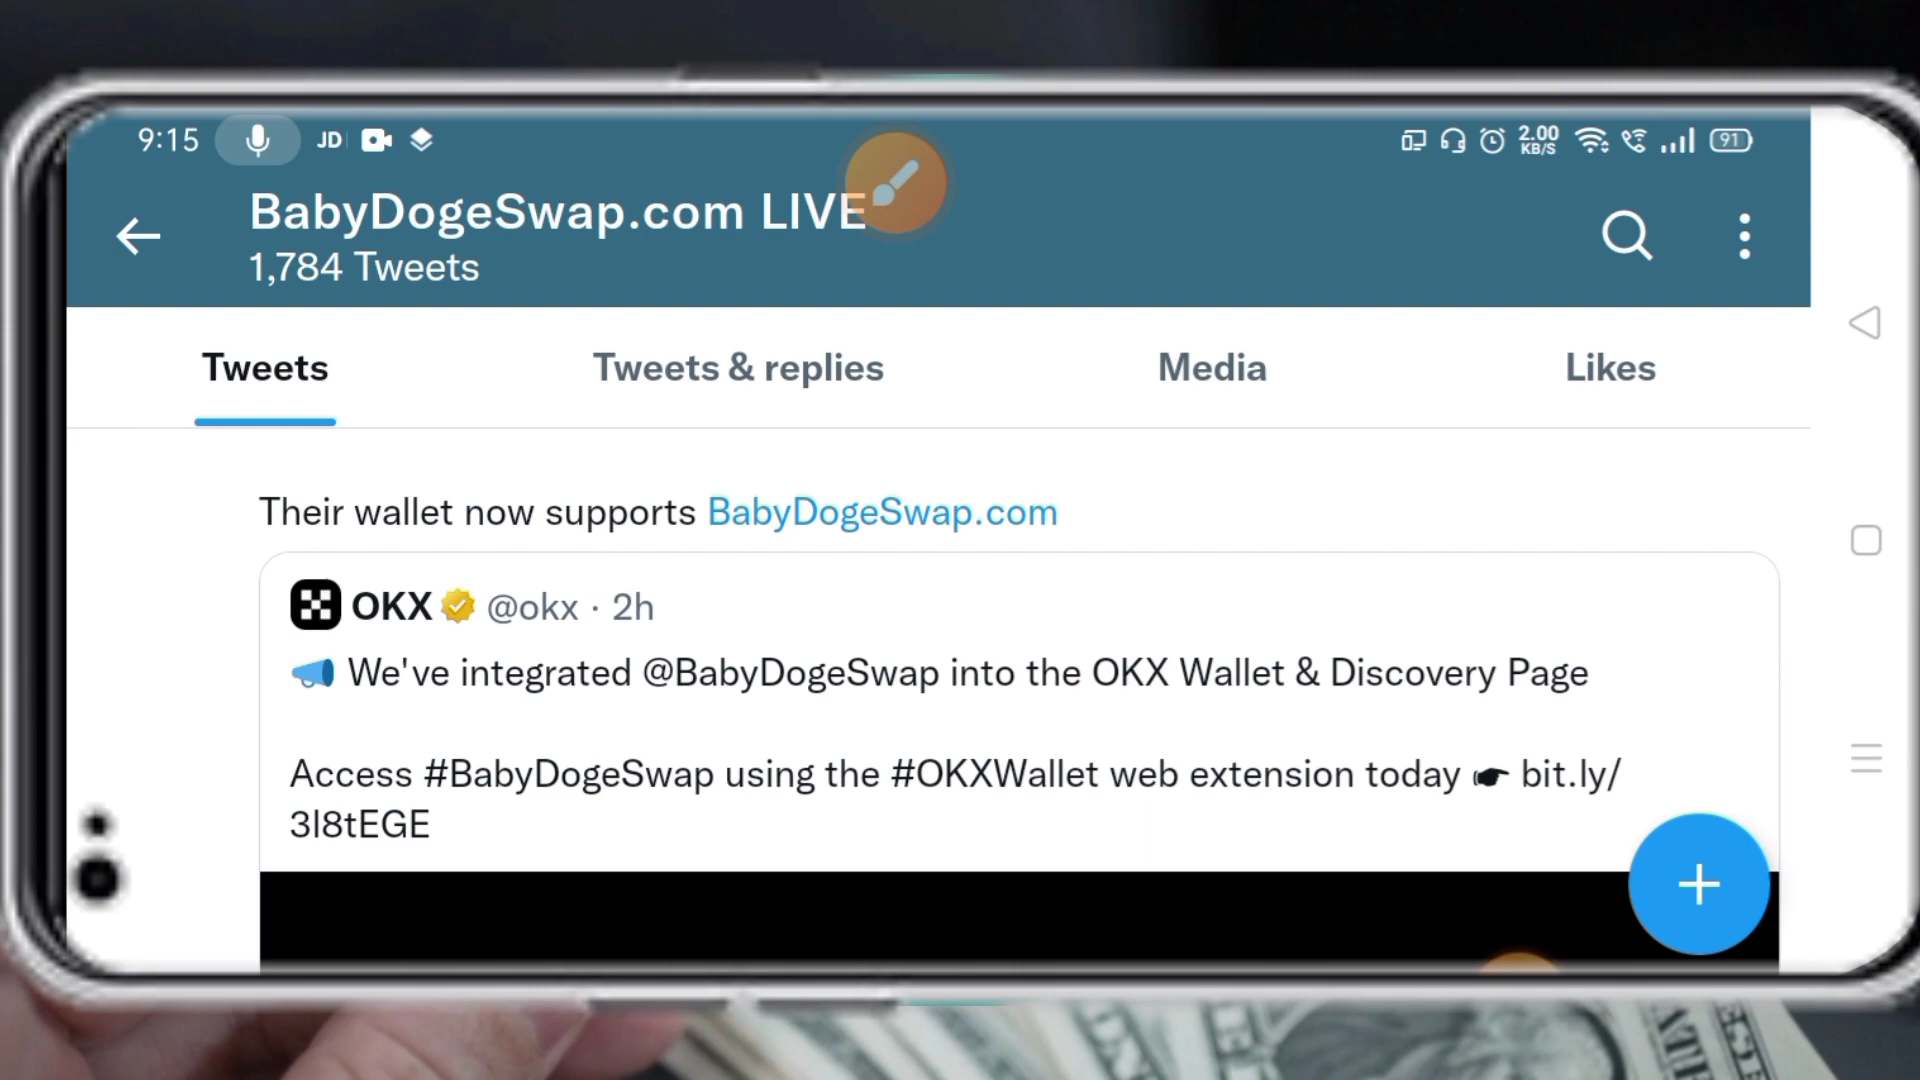 9:15 JD 2.00 KB/S 91
BabyDogeSwap.com LIVE
1,784 Tweets
Tweets Tweets & replies Media Likes
Their wallet now supports BabyDogeSwap.com
OKX @okx · 2h
📣 We've integrated @BabyDogeSwap into the OKX Wallet & Discovery Page
Access #BabyDogeSwap using the #OKXWallet web extension today 👉 bit.ly/
3l8tEGE